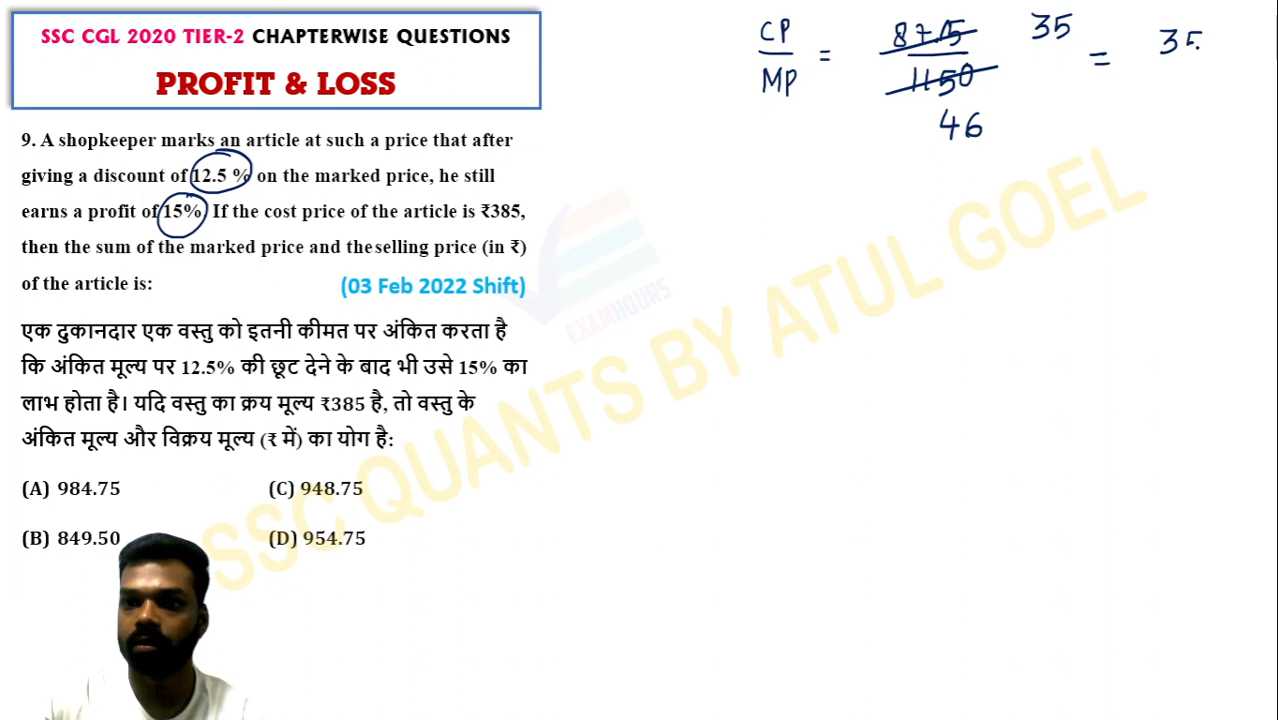 SSC CGL 2020 TIER-2 CHAPTERWISE QUESTIONS
PROFIT & LOSS
9. A shopkeeper marks an article at such a price that after
giving a discount of 12.5 % on the marked price, he still
earns a profit of 15%. If the cost price of the article is ₹385,
then the sum of the marked price and theselling price (in ₹)
of the article is: (03 Feb 2022 Shift)
एक दुकानदार एक वस्तु को इतनी कीमत पर अंकित करता है
कि अंकित मूल्य पर 12.5% की छूट देने के बाद भी उसे 15% का
लाभ होता है। यदि वस्तु का क्रय मूल्य ₹385 है, तो वस्तु के
अंकित मूल्य और विक्रय मूल्य (₹ में) का योग है:
(A) 984.75 (C) 948.75
(B) 849.50 (D) 954.75
CP 875 35
MP = 1150 = 35
46
EXAMHOURS
SSC QUANTS BY ATUL GOEL